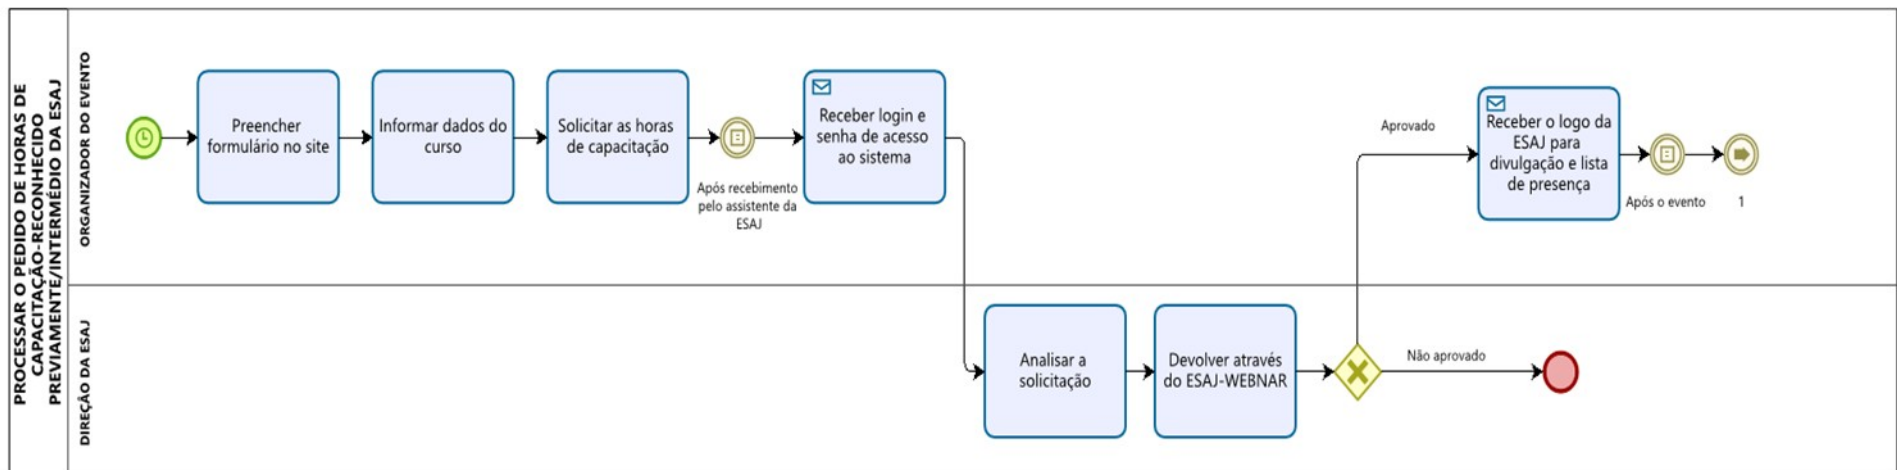 PROCESSAR O PEDIDO DE HORAS DE
CAPACITAÇÃO-RECONHECIDO
PREVIAMENTE/INTERMÉDIO DA ESAJ
ORGANIZADOR DO EVENTO
Preencher
formulário no site
Informar dados do
curso
Solicitar as horas
de capacitação
Após recebimento
pelo assistente da
ESAJ
Receber login e
senha de acesso
ao sistema
Aprovado
Receber o logo da
ESAJ para
divulgação e lista
de presença
Após o evento
1
DIREÇÃO DA ESAJ
Analisar a
solicitação
Devolver através
do ESAJ-WEBNAR
Não aprovado